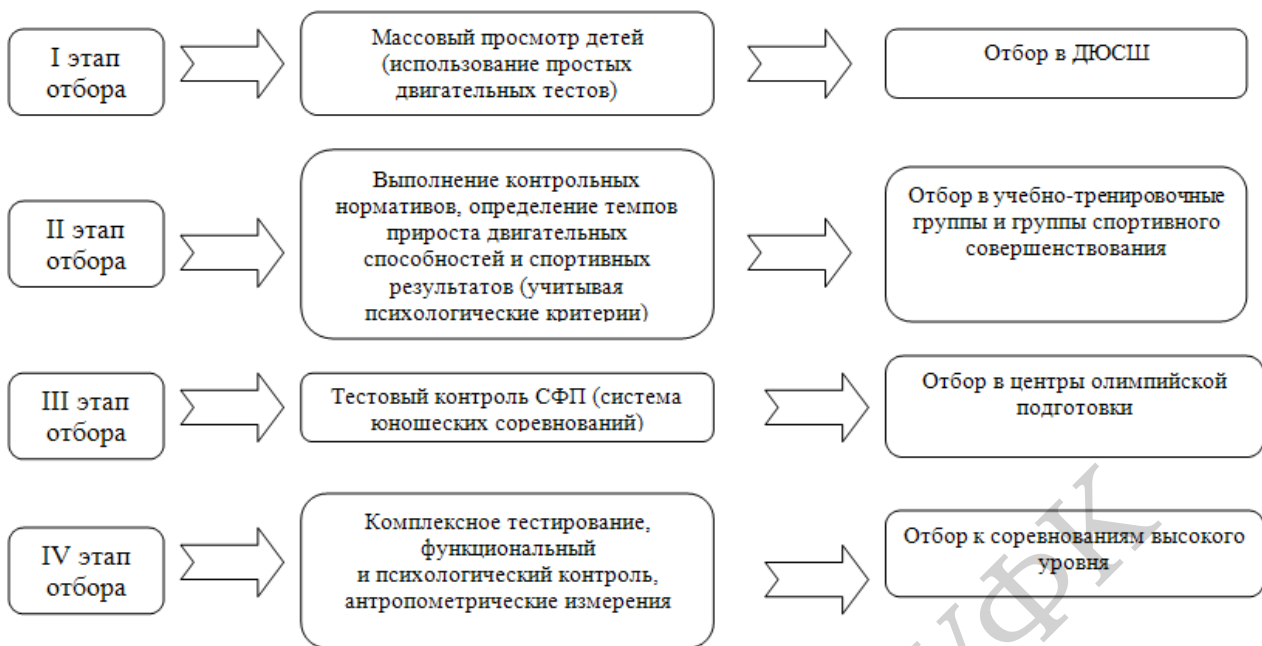 I этап
отбора
Массовый просмотр детей
(использование простых
двигательных тестов)
Отбор в ДЮСШ
II этап
отбора
Выполнение контрольных
нормативов, определение темпов
прироста двигательных
способностей и спортивных
результатов (учитывая
психологические критерии)
Отбор в учебно-тренировочные
группы и группы спортивного
совершенствования
III этап
отбора
Тестовый контроль СФП (система
юношеских соревнований)
Отбор в центры олимпийской
подготовки
IV этап
отбора
Комплексное тестирование,
функциональный
и психологический контроль,
антропометрические измерения
Отбор к соревнованиям высокого
уровня
УФК